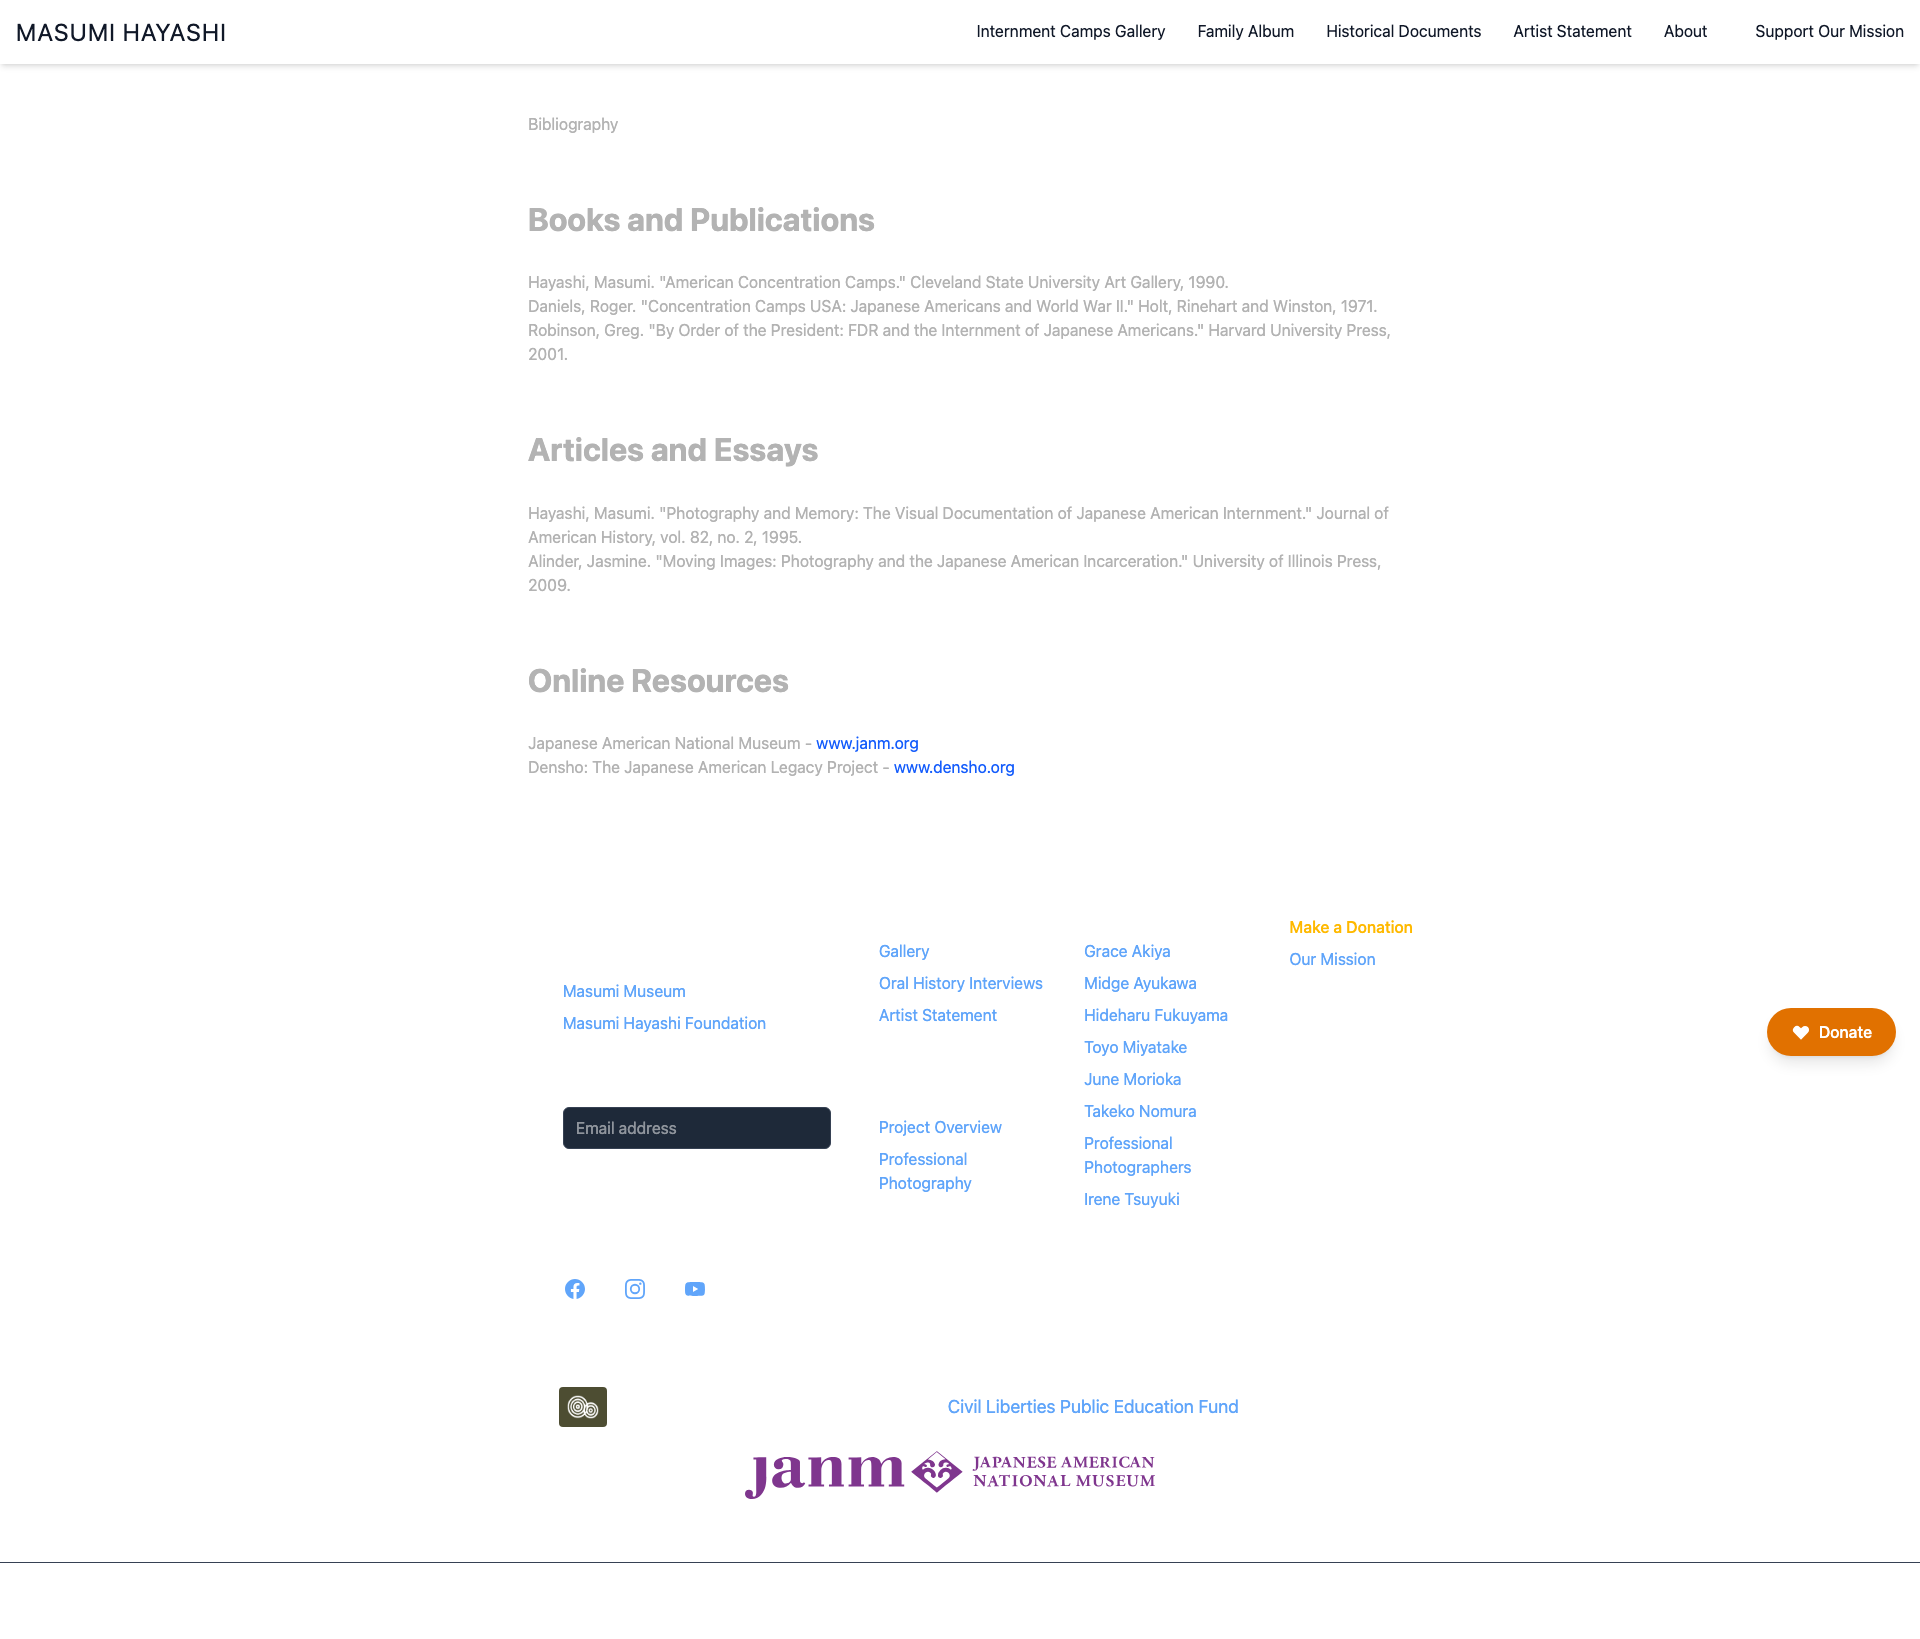 MASUMI HAYASHI
Internment Camps Gallery
Family Album
Historical Documents
Artist Statement
About
Support Our Mission
Bibliography
Books and Publications
Hayashi, Masumi. "American Concentration Camps." Cleveland State University Art Gallery, 1990.
Daniels, Roger. "Concentration Camps USA: Japanese Americans and World War II." Holt, Rinehart and Winston, 1971.
Robinson, Greg. "By Order of the President: FDR and the Internment of Japanese Americans." Harvard University Press,
2001.
Articles and Essays
Hayashi, Masumi. "Photography and Memory: The Visual Documentation of Japanese American Internment." Journal of
American History, vol. 82, no. 2, 1995.
Alinder, Jasmine. "Moving Images: Photography and the Japanese American Incarceration." University of Illinois Press,
2009.
Online Resources
Japanese American National Museum - www.janm.org
Densho: The Japanese American Legacy Project - www.densho.org
Masumi Museum
Masumi Hayashi Foundation
Email address
Gallery
Oral History Interviews
Artist Statement
Project Overview
Professional
Photography
Grace Akiya
Midge Ayukawa
Hideharu Fukuyama
Toyo Miyatake
June Morioka
Takeko Nomura
Professional
Photographers
Irene Tsuyuki
Make a Donation
Our Mission
Donate
Civil Liberties Public Education Fund
janm JAPANESE AMERICAN
NATIONAL MUSEUM